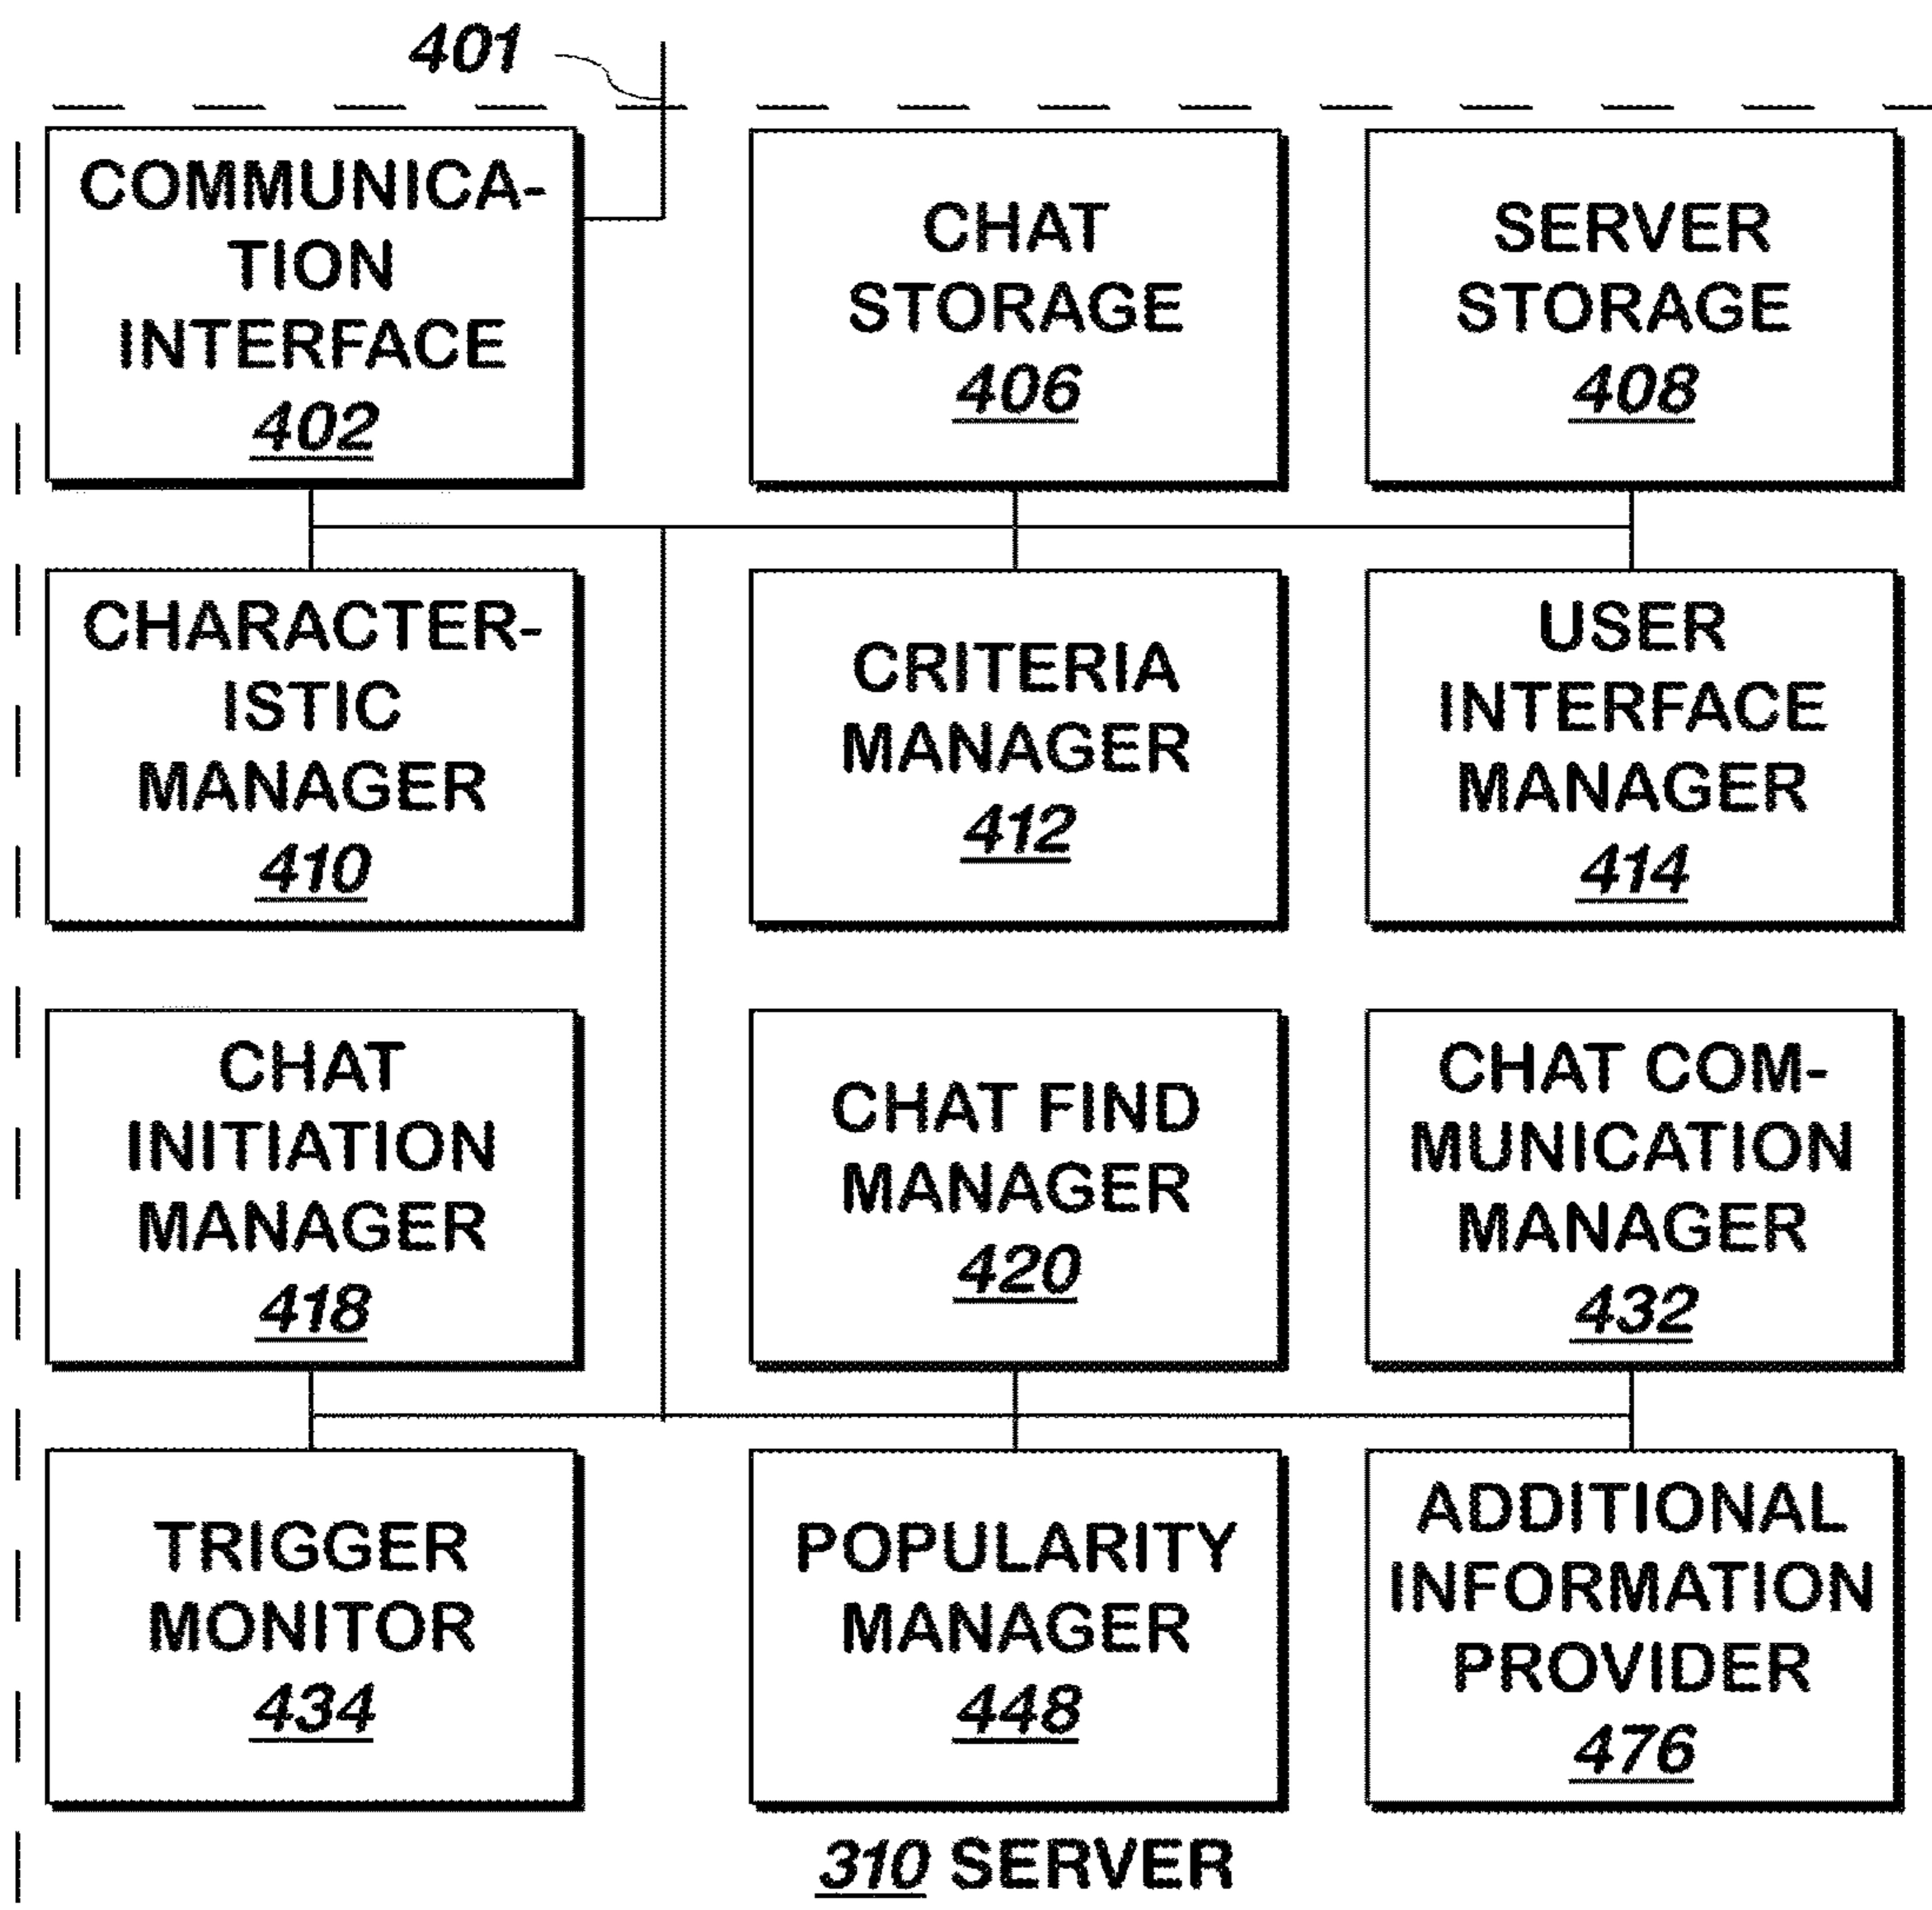 401
COMMUNICA-
TION
INTERFACE
402
CHAT
STORAGE
406
SERVER
STORAGE
408
CHARACTER-
ISTIC
MANAGER
410
CRITERIA
MANAGER
412
USER
INTERFACE
MANAGER
414
CHAT
INITIATION
MANAGER
418
CHAT FIND
MANAGER
420
CHAT COM-
MUNICATION
MANAGER
432
TRIGGER
MONITOR
434
POPULARITY
MANAGER
448
ADDITIONAL
INFORMATION
PROVIDER
476
310 SERVER